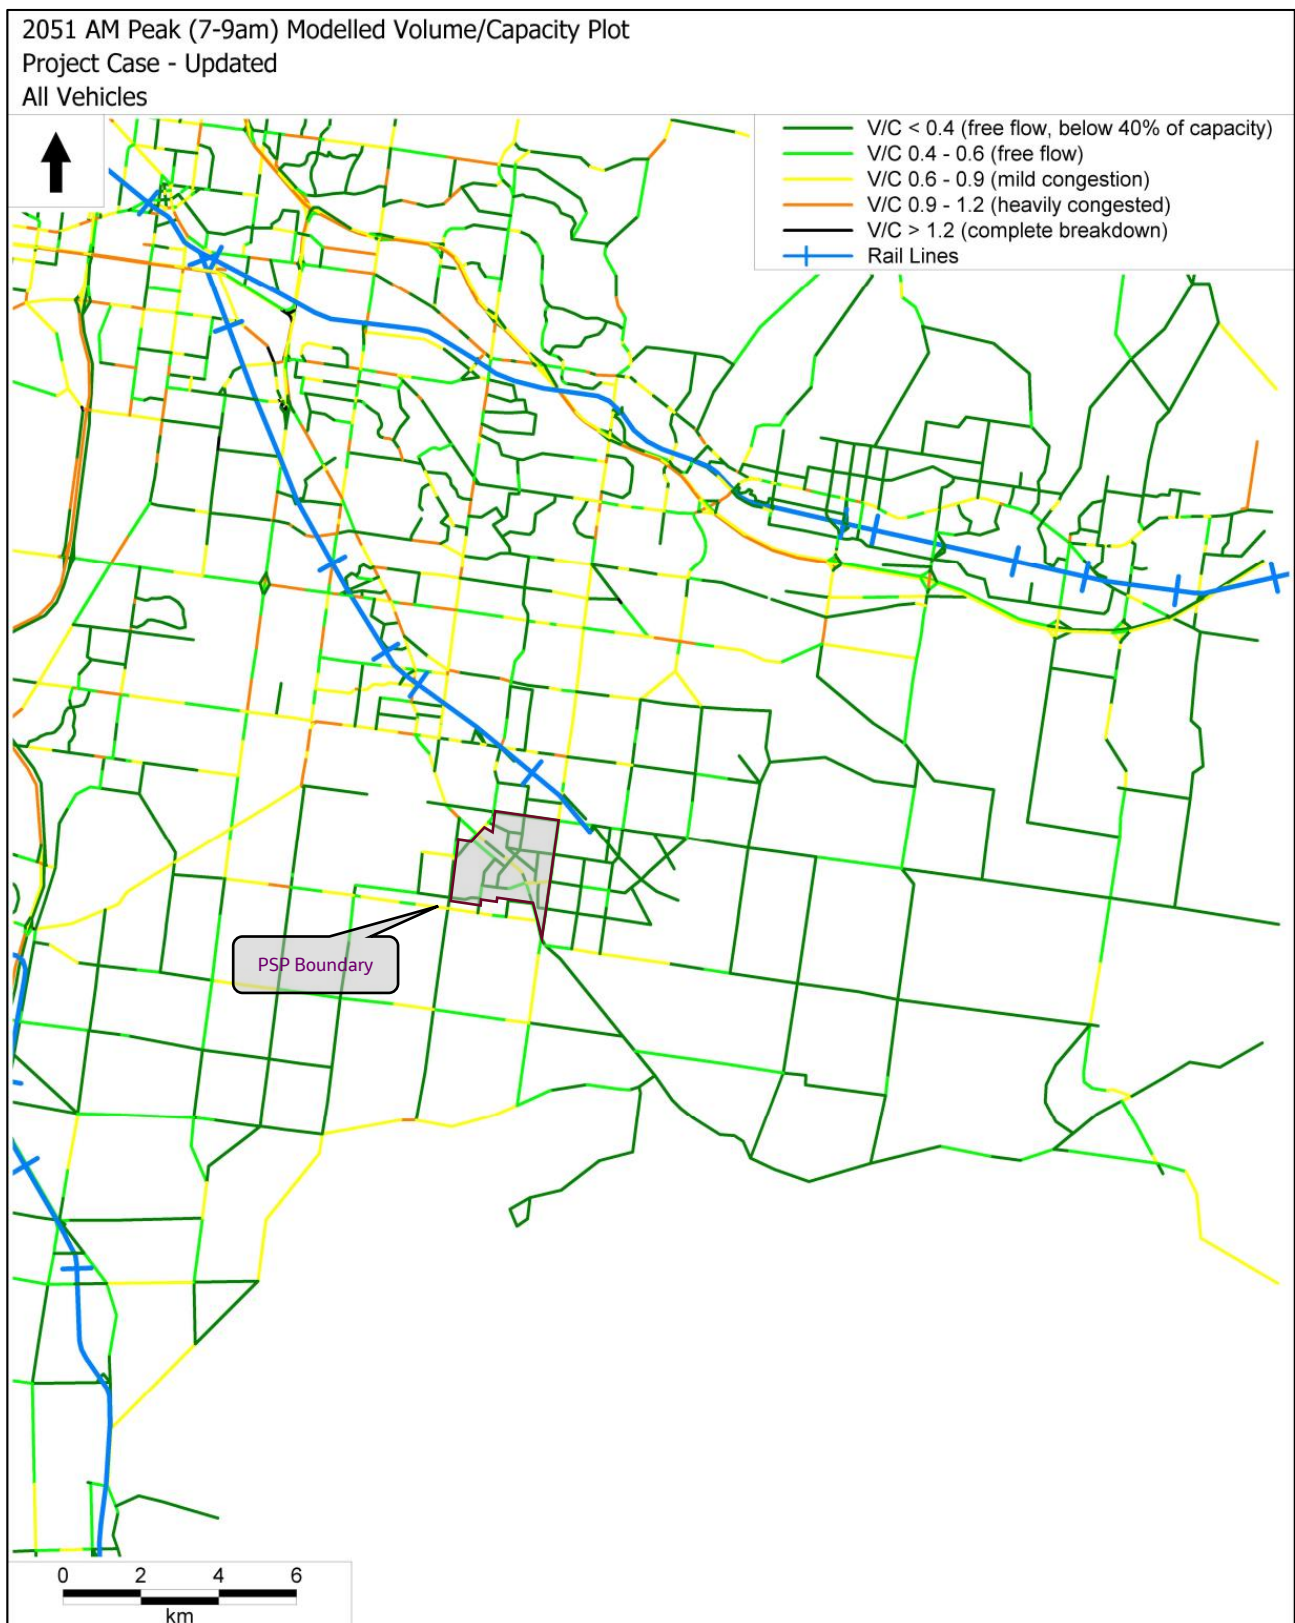 2051 AM Peak (7-9am) Modelled Volume/Capacity Plot
Project Case - Updated
All Vehicles
V/C < 0.4 (free flow, below 40% of capacity)
V/C 0.4 - 0.6 (free flow)
V/C 0.6 - 0.9 (mild congestion)
V/C 0.9 - 1.2 (heavily congested)
V/C > 1.2 (complete breakdown)
Rail Lines
PSP Boundary
0 2 4 6
km